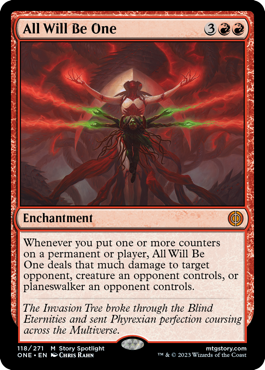 All Will Be One 3
Enchantment
Whenever you put one or more counters
on a permanent or player, All Will Be
One deals that much damage to target
opponent, creature an opponent controls, or
planeswalker an opponent controls.
The Invasion Tree broke through the Blind
Eternities and sent Phyrexian perfection coursing
across the Multiverse.
118/271 M Story Spotlight
ONE • EN Chris Rahn
mtgstory.com
™ & © 2023 Wizards of the Coast